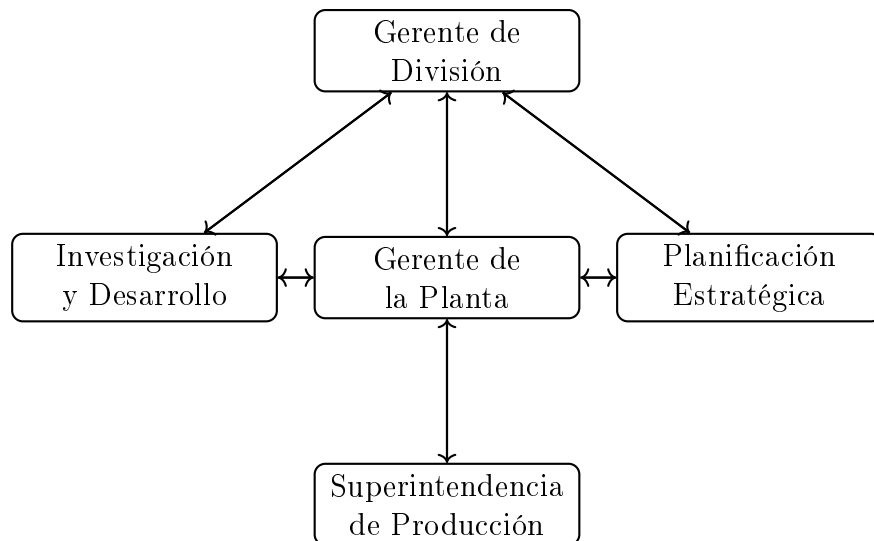 Gerente de
División
Investigación
y Desarrollo
Gerente de
la Planta
Planificación
Estratégica
Superintendencia
de Producción